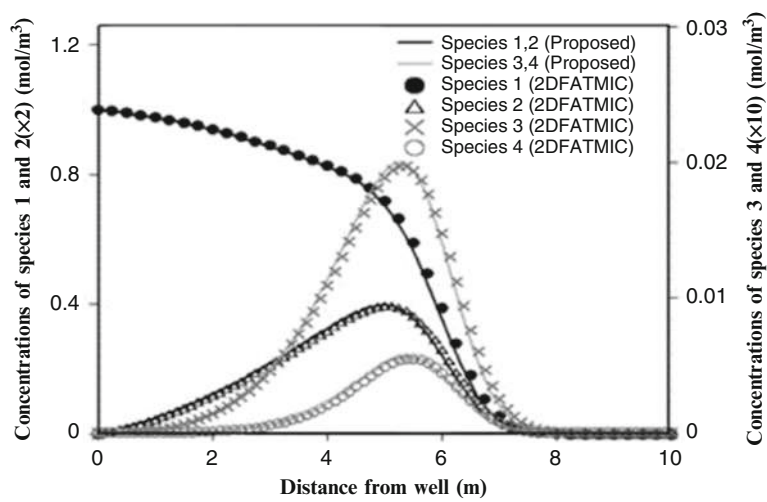 Concentrations of species 1 and 2(×2) (mol/m³)
1.2
0.8
0.4
0
Species 1,2 (Proposed)
Species 3,4 (Proposed)
Species 1 (2DFATMIC)
Species 2 (2DFATMIC)
Species 3 (2DFATMIC)
Species 4 (2DFATMIC)
0.03
0.02
0.01
0
Concentrations of species 3 and 4(×10) (mol/m³)
0 2 4 6 8 10
Distance from well (m)